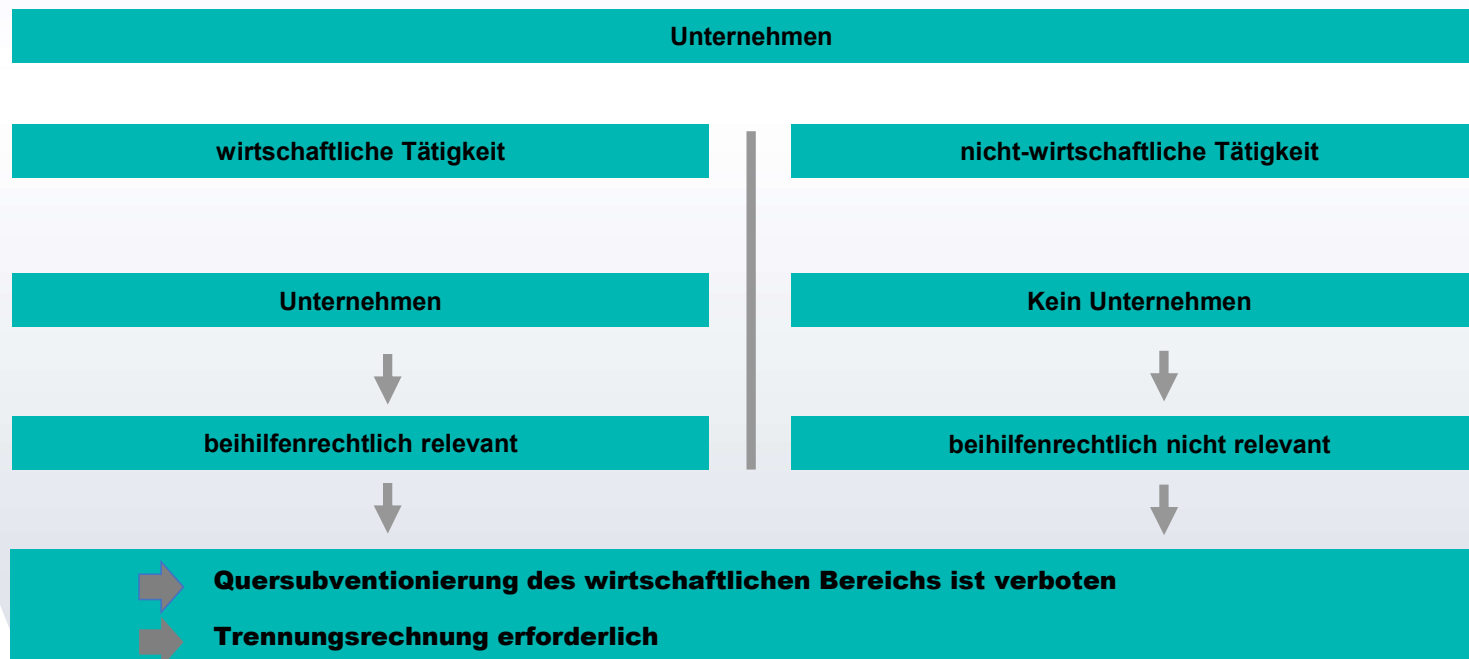 Unternehmen
wirtschaftliche Tätigkeit
nicht-wirtschaftliche Tätigkeit
Unternehmen
Kein Unternehmen
beihilfenrechtlich relevant
beihilfenrechtlich nicht relevant
Quersubventionierung des wirtschaftlichen Bereichs ist verboten
Trennungsrechnung erforderlich